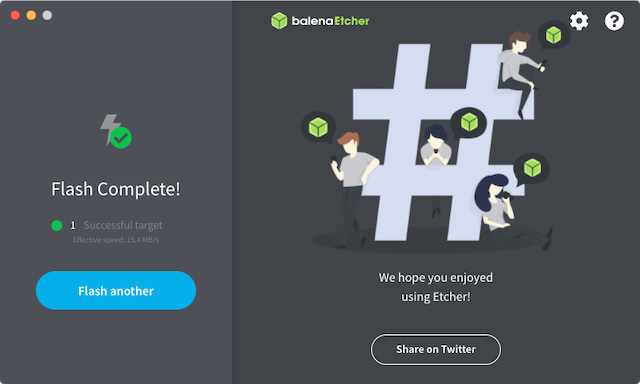 balenaEtcher
Flash Complete!
1 Successful target
Effective speed: 15.4 MB/s
Flash another
We hope you enjoyed
using Etcher!
Share on Twitter